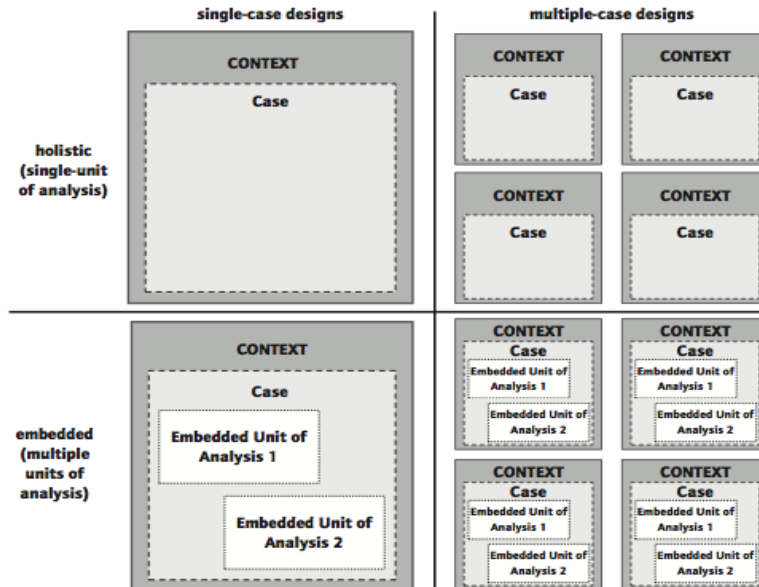 single-case designs
multiple-case designs
holistic
(single-unit
of analysis)
CONTEXT
Case
CONTEXT
Case
CONTEXT
Case
CONTEXT
Case
CONTEXT
Case
embedded
(multiple
units of
analysis)
CONTEXT
Case
Embedded Unit of
Analysis 1
Embedded Unit of
Analysis 2
CONTEXT
Case
Embedded Unit of
Analysis 1
Embedded Unit of
Analysis 2
CONTEXT
Case
Embedded Unit of
Analysis 1
Embedded Unit of
Analysis 2
CONTEXT
Case
Embedded Unit of
Analysis 1
Embedded Unit of
Analysis 2
CONTEXT
Case
Embedded Unit of
Analysis 1
Embedded Unit of
Analysis 2